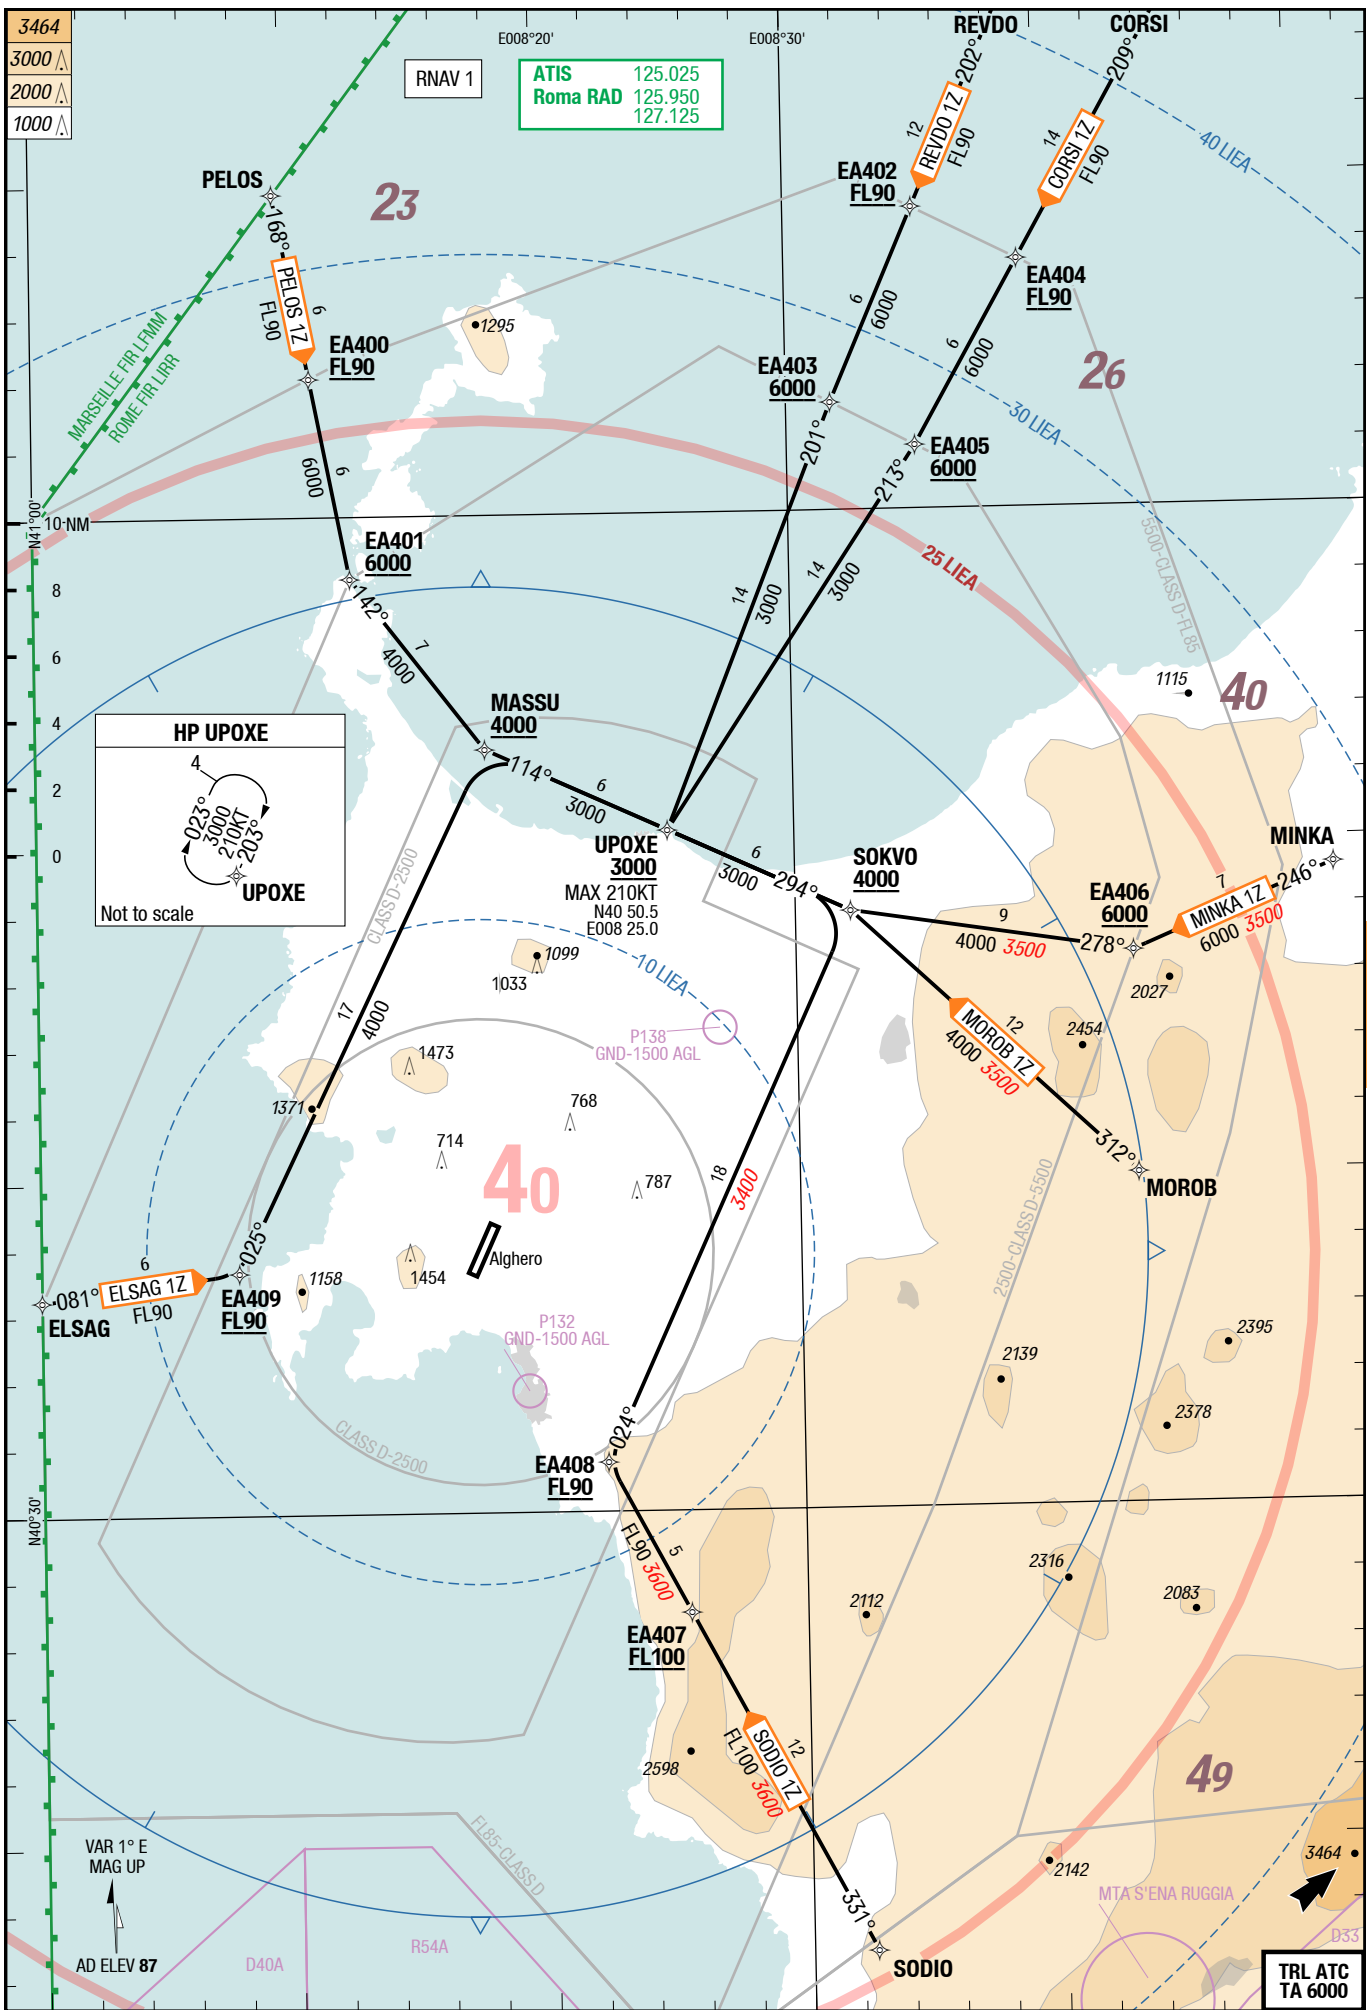 3464
3000
2000
1000
RNAV 1
ATIS 125.025
Roma RAD 125.950
127.125
E008°20'
E008°30'
REVDO
CORSI
202°
209°
12
REVDO 1Z
FL90
14
CORSI 1Z
FL90
40 LIEA
PELOS
23
168°
PELOS 1Z
6
FL90
EA400
FL90
EA402
FL90
EA404
FL90
MARSEILLE FIR LFMM
ROME FIR LIRR
1295
6
6000
6
6000
EA403
6000
26
30 LIEA
6
6000
201°
213°
EA405
6000
N41°00'
10 NM
8
6
4
2
0
EA401
6000
25 LIEA
5500-CLASS D-FL85
142°
7
4000
14
3000
14
3000
1115
40
MASSU
4000
HP UPOXE
4
023°
3000
210KT
203°
UPOXE
Not to scale
114°
6
3000
UPOXE
3000
MAX 210KT
N40 50.5
E008 25.0
6
3000
294°
SOKVO
4000
MINKA
246°
7
MINKA 1Z
6000 3500
EA406
6000
9
4000 3500
278°
CLASS D-2500
1099
1033
10 LIEA
2027
17
4000
P138
GND-1500 AGL
12
MOROB 1Z
4000 3500
2454
1473
1371
768
714
312°
MOROB
40
787
18
3400
2500-CLASS D-5500
Alghero
025°
1158
1454
6
081°
ELSAG 1Z
FL90
ELSAG
EA409
FL90
P132
GND-1500 AGL
2395
2139
2378
CLASS D-2500
024°
EA408
FL90
N40°30'
5
FL90 3600
2316
2083
2112
EA407
FL100
12
SODIO 1Z
FL100 3600
2598
49
FL85-CLASS D
VAR 1° E
MAG UP
3464
2142
MTA S'ENA RUGGIA
331°
D33
R54A
D40A
AD ELEV 87
SODIO
TRL ATC
TA 6000